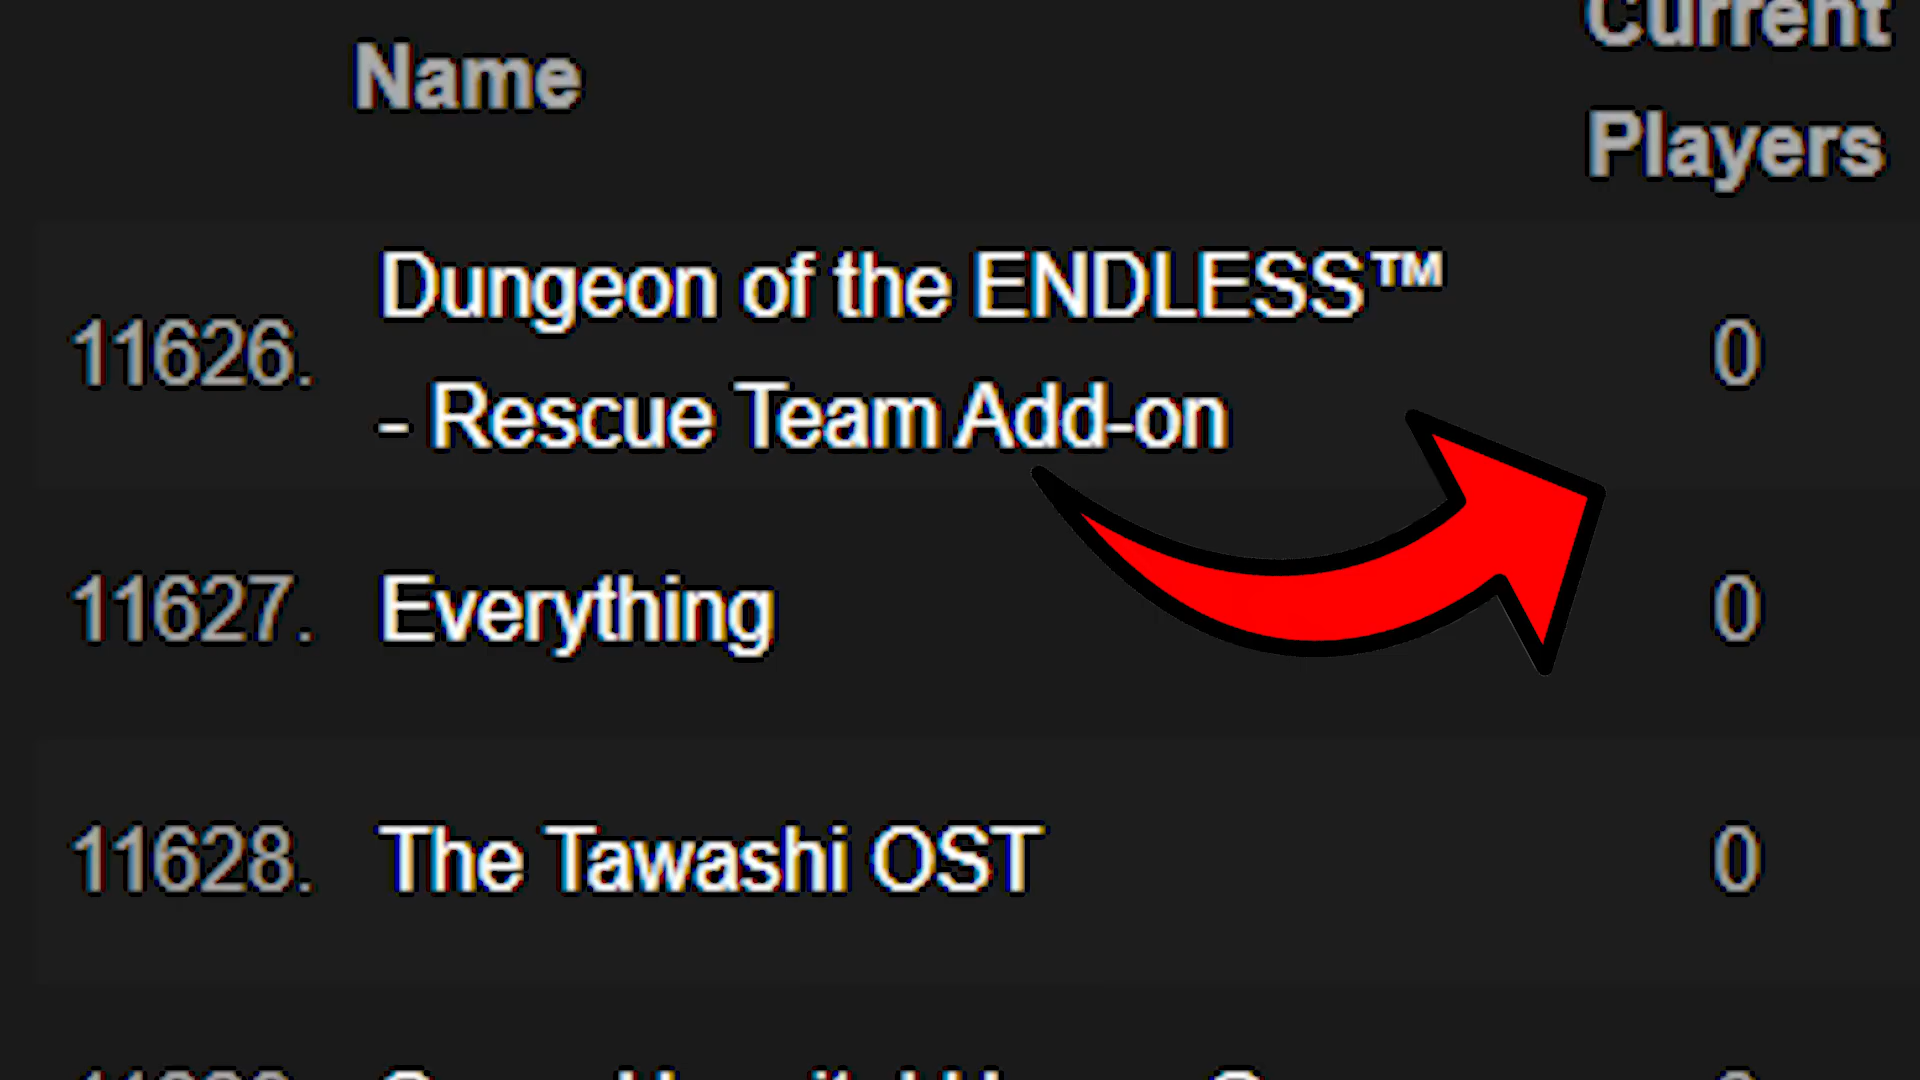 Name
Current
Players
11626.
Dungeon of the ENDLESS™
- Rescue Team Add-on
0
11627. Everything 0
11628. The Tawashi OST 0